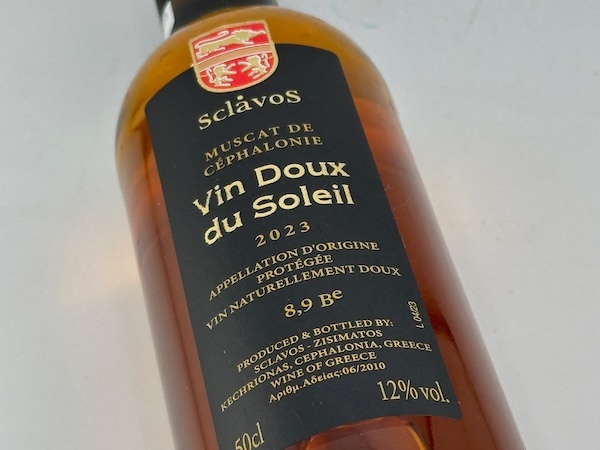 sclavos
MUSCAT DE
CÉPHALONIE
Vin Doux
du Soleil
2023
APPELLATION D'ORIGINE
PROTÉGÉE
VIN NATURELLEMENT DOUX
8,9 Be
L 0423
PRODUCED & BOTTLED BY:
SCLAVOS - ZISIMATOS
KECHRIONAS, CEPHALONIA, GREECE
WINE OF GREECE
Αριθμ.Αδείας:06/2010
50cl
12% vol.